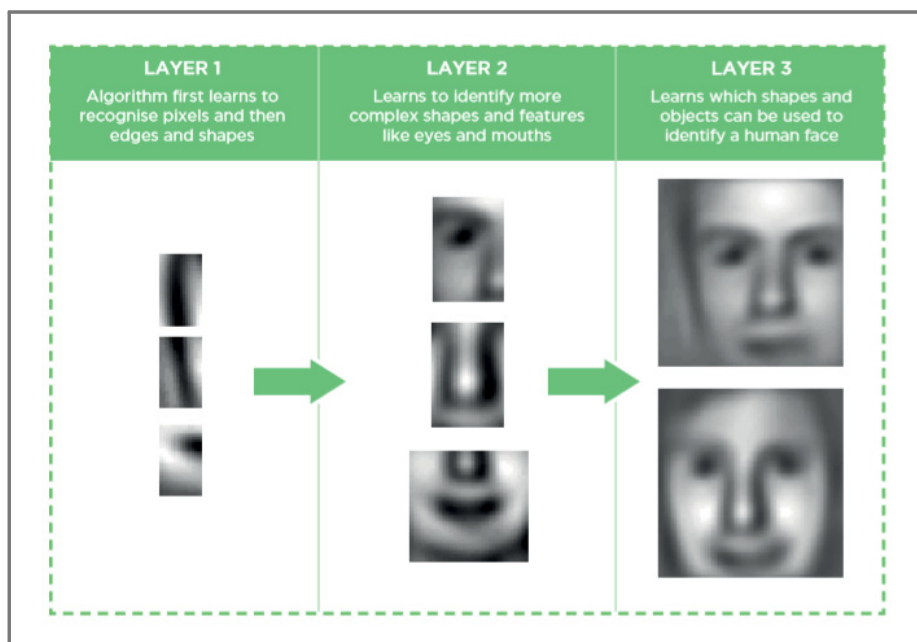 LAYER 1
Algorithm first learns to
recognise pixels and then
edges and shapes
LAYER 2
Learns to identify more
complex shapes and features
like eyes and mouths
LAYER 3
Learns which shapes and
objects can be used to
identify a human face